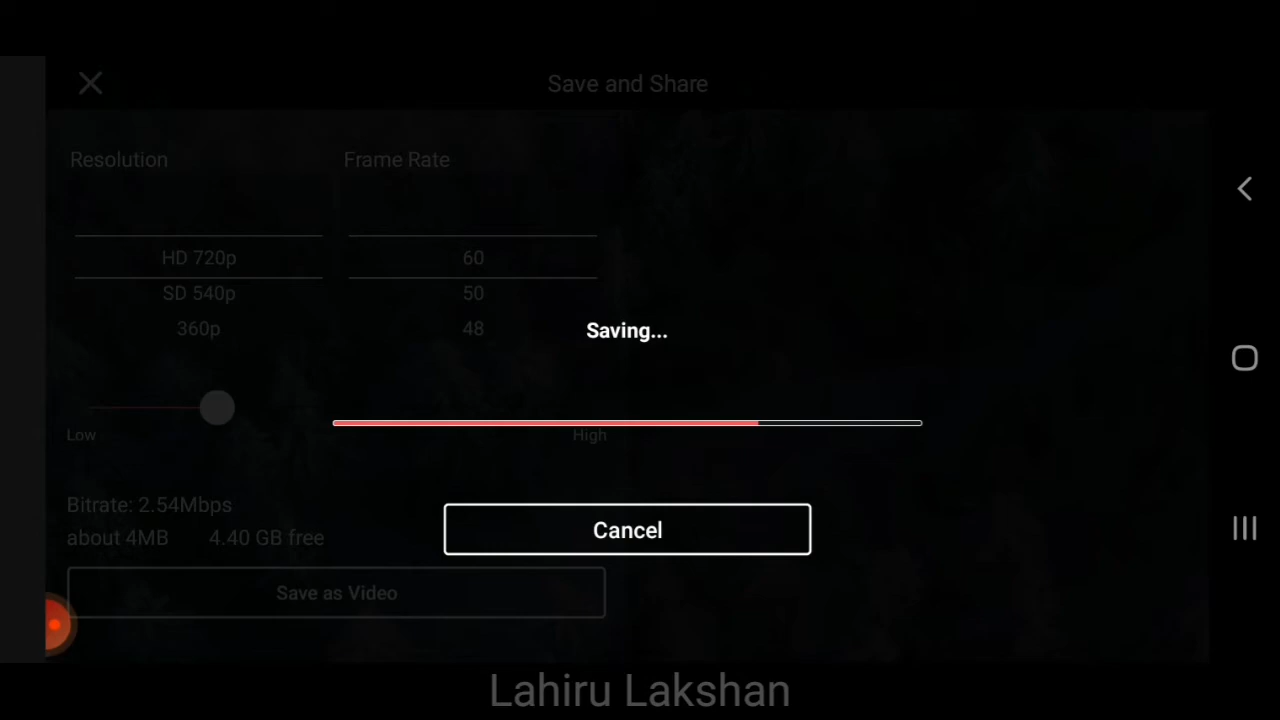 Save and Share
Resolution
Frame Rate
HD 720p
60
SD 540p
50
360p
48
Saving...
Low
High
Bitrate: 2.54Mbps
about 4MB
4.40 GB free
Cancel
Save as Video
Lahiru Lakshan